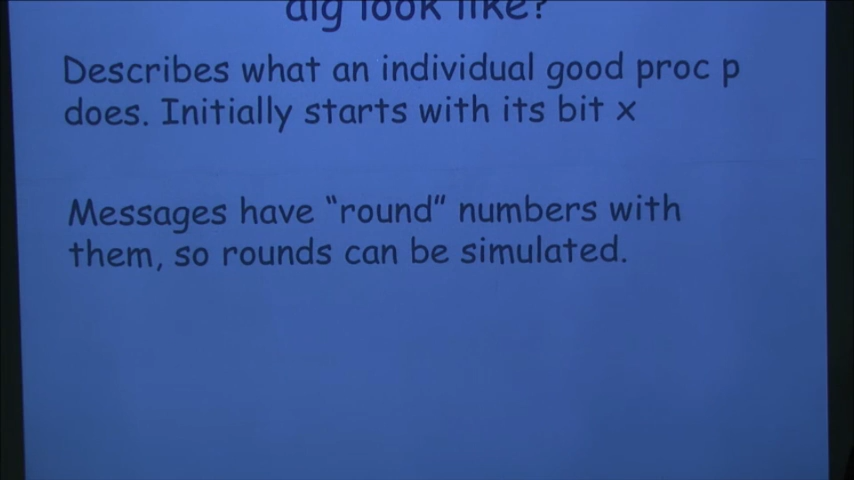 alg look like?
Describes what an individual good proc p
does. Initially starts with its bit x
Messages have “round” numbers with
them, so rounds can be simulated.